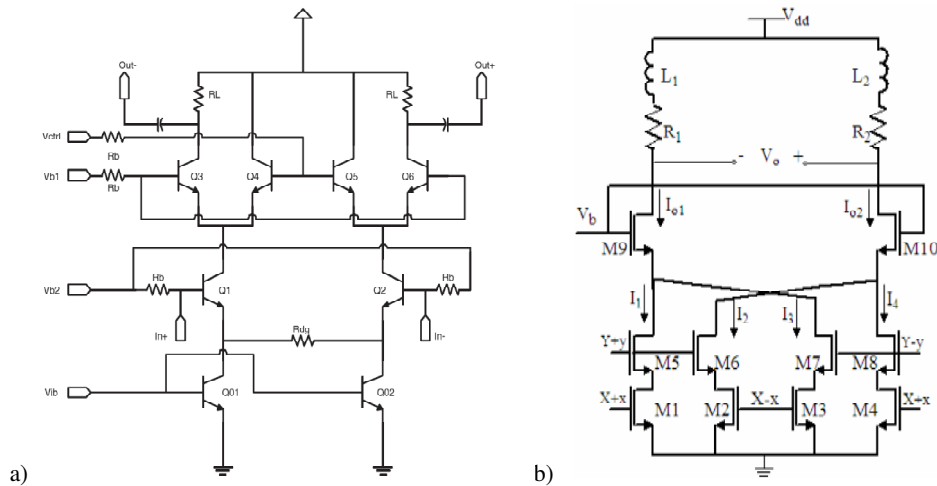 Out-
Out+
RL
RL
Vctrl
Rb
Vb1
Rb
Q3
Q4
Q5
Q6
Vb2
Rb
Q1
Q2
Rb
In+
In-
Rdg
Vib
Q01
Q02
a)
Vdd
L1
L2
R1
R2
- Vo +
Vb
Io1
Io2
M9
M10
I1
I2
I3
I4
Y+y
M5
M6
M7
M8
Y-y
X+x
M1
M2
X-x
M3
M4
X+x
b)